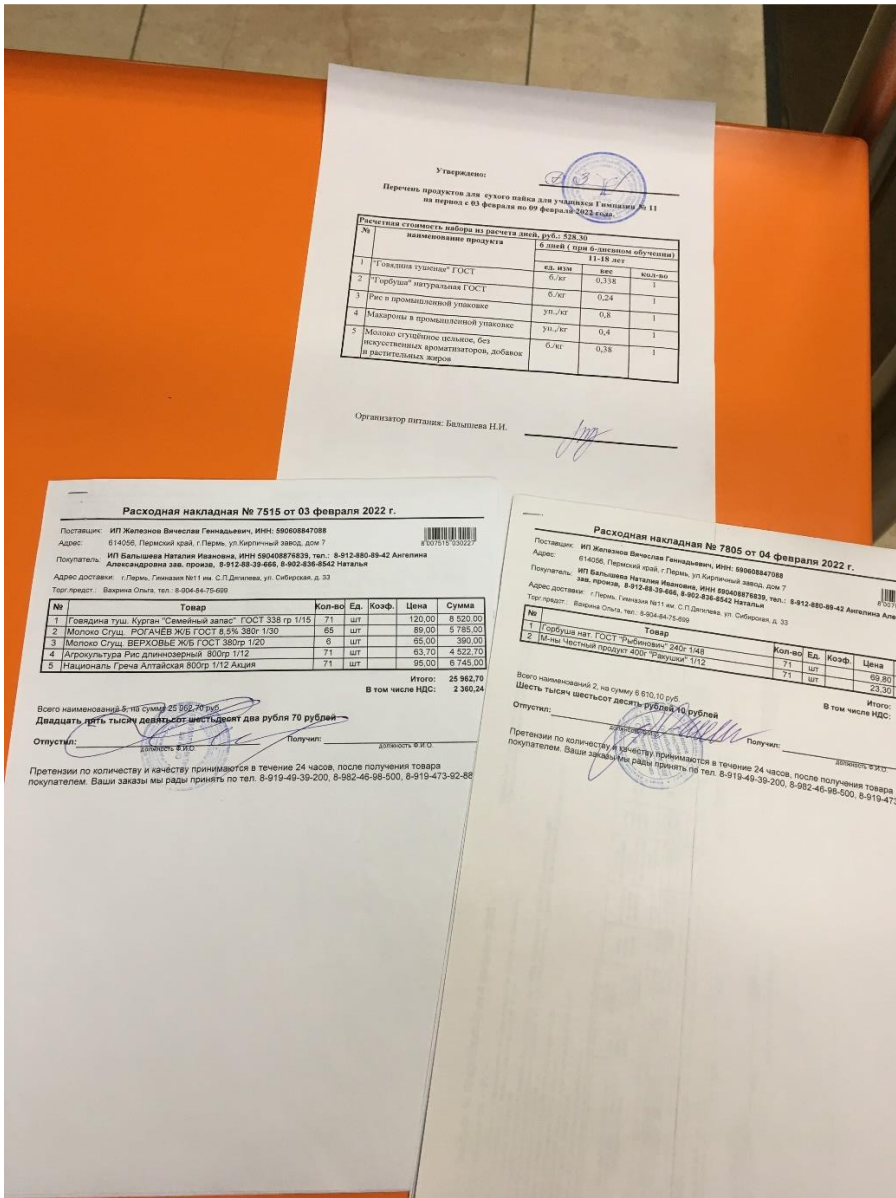 Утверждено:
Перечень продуктов для сухого пайка для учащихся Гимназии № 11
на период с 03 февраля по 09 февраля 2022 года.
Расчетная стоимость набора из расчета дней, руб.: 528.30
№ наименование продукта 6 дней ( при 6-дневном обучении)
11-18 лет
ед. изм вес кол-во
1 "Говядина тушеная" ГОСТ б./кг 0,338 1
2 "Горбуша" натуральная ГОСТ б./кг 0,24 1
3 Рис в промышленной упаковке уп.,/кг 0,8 1
4 Макароны в промышленной упаковке уп.,/кг 0,4 1
5 Молоко сгущённое цельное, без б./кг 0,38 1
искусственных ароматизаторов, добавок
и растительных жиров
Организатор питания: Балышева Н.И.
Расходная накладная № 7515 от 03 февраля 2022 г.
Поставщик: ИП Железнов Вячеслав Геннадьевич, ИНН: 590608847088
Адрес: 614056, Пермский край, г.Пермь, ул.Кирпичный завод, дом 7
8 007515 030227
Покупатель: ИП Балышева Наталия Ивановна, ИНН 590408876839, тел.: 8-912-880-89-42 Ангелина
Александровна зав. произв, 8-912-88-39-666, 8-902-836-8542 Наталья
Адрес доставки: г.Пермь, Гимназия №11 им. С.П.Дягилева, ул. Сибирская, д. 33
Торг.предст.: Вахрина Ольга, тел.: 8-904-84-75-699
№ Товар Кол-во Ед. Коэф. Цена Сумма
1 Говядина туш. Курган "Семейный запас" ГОСТ 338 гр 1/15 71 шт 120,00 8 520,00
2 Молоко Сгущ. РОГАЧЁВ Ж/Б ГОСТ 8,5% 380г 1/30 65 шт 89,00 5 785,00
3 Молоко Сгущ. ВЕРХОВЬЕ Ж/Б ГОСТ 380гр 1/20 6 шт 65,00 390,00
4 Агрокультура Рис длиннозерный 800гр 1/12 71 шт 63,70 4 522,70
5 Националь Греча Алтайская 800гр 1/12 Акция 71 шт 95,00 6 745,00
Итого: 25 962,70
В том числе НДС: 2 360,24
Всего наименований 5, на сумму 25 962,70 руб.
Двадцать пять тысяч девятьсот шестьдесят два рубля 70 рублей
Отпустил: Получил:
должность Ф.И.О. должность Ф.И.О.
Претензии по количеству и качеству принимаются в течение 24 часов, после получения товара
покупателем. Ваши заказы мы рады принять по тел. 8-919-49-39-200, 8-982-46-98-500, 8-919-473-92-88
Расходная накладная № 7805 от 04 февраля 2022 г.
Поставщик: ИП Железнов Вячеслав Геннадьевич, ИНН: 590608847088
Адрес: 614056, Пермский край, г.Пермь, ул.Кирпичный завод, дом 7
Покупатель: ИП Балышева Наталия Ивановна, ИНН 590408876839, тел.: 8-912-880-89-42 Ангелина
зав. произв, 8-912-88-39-666, 8-902-836-8542 Наталья
Адрес доставки: г.Пермь, Гимназия №11 им. С.П.Дягилева, ул. Сибирская, д. 33
Торг.предст.: Вахрина Ольга, тел.: 8-904-84-75-699
№ Товар Кол-во Ед. Коэф. Цена
1 Горбуша нат. ГОСТ "Рыбинович" 240г 1/48 71 шт 69,80
2 М-ны Честный продукт 400г "Ракушки" 1/12 71 шт 23,30
Итого:
В том числе НДС:
Всего наименований 2, на сумму 6 610,10 руб.
Шесть тысяч шестьсот десять рублей 10 рублей
Отпустил: Получил:
должность Ф.И.О.
Претензии по количеству и качеству принимаются в течение 24 часов, после получения товара
покупателем. Ваши заказы мы рады принять по тел. 8-919-49-39-200, 8-982-46-98-500, 8-919-473